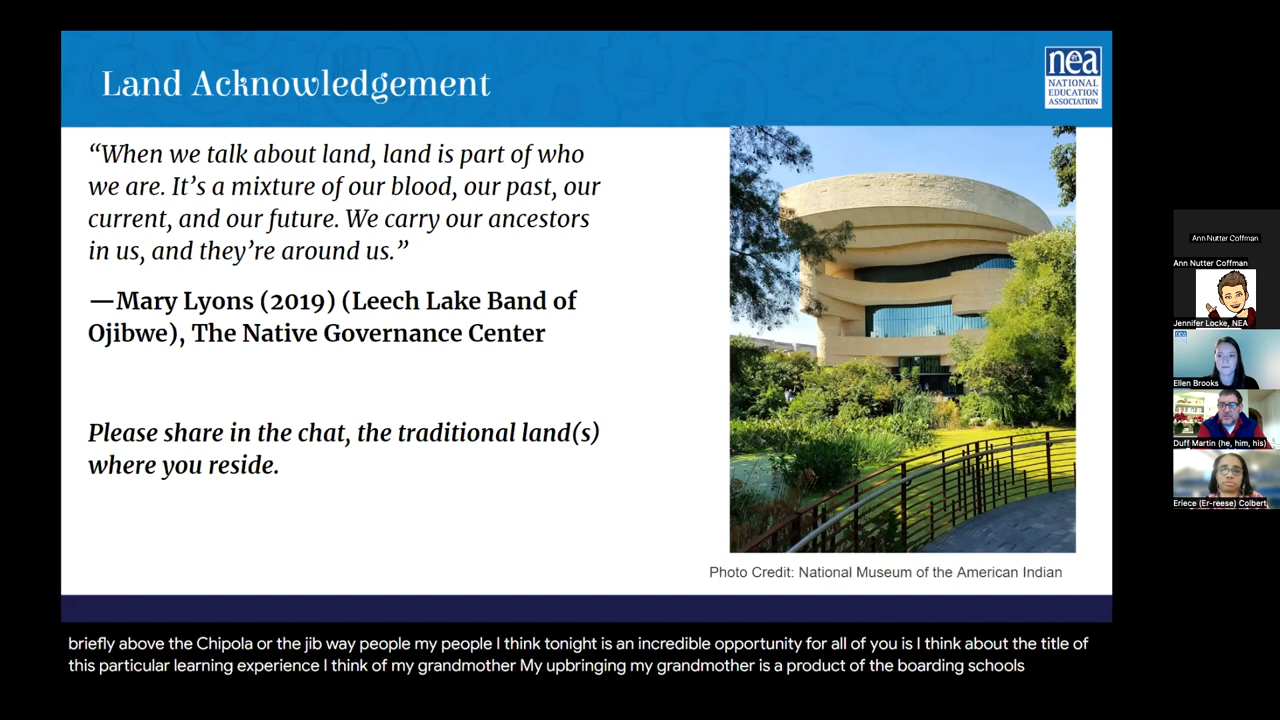 Land Acknowledgement
nea
NATIONAL
EDUCATION
ASSOCIATION
“When we talk about land, land is part of who
we are. It’s a mixture of our blood, our past, our
current, and our future. We carry our ancestors
in us, and they’re around us.”
—Mary Lyons (2019) (Leech Lake Band of
Ojibwe), The Native Governance Center
Please share in the chat, the traditional land(s)
where you reside.
Photo Credit: National Museum of the American Indian
Ann Nutter Coffman
Ann Nutter Coffman
Jennifer Locke, NEA
nea
Ellen Brooks
Duff Martin (he, him, his)
Eriece (Er-reese) Colbert
briefly above the Chipola or the jib way people my people I think tonight is an incredible opportunity for all of you is I think about the title of
this particular learning experience I think of my grandmother My upbringing my grandmother is a product of the boarding schools